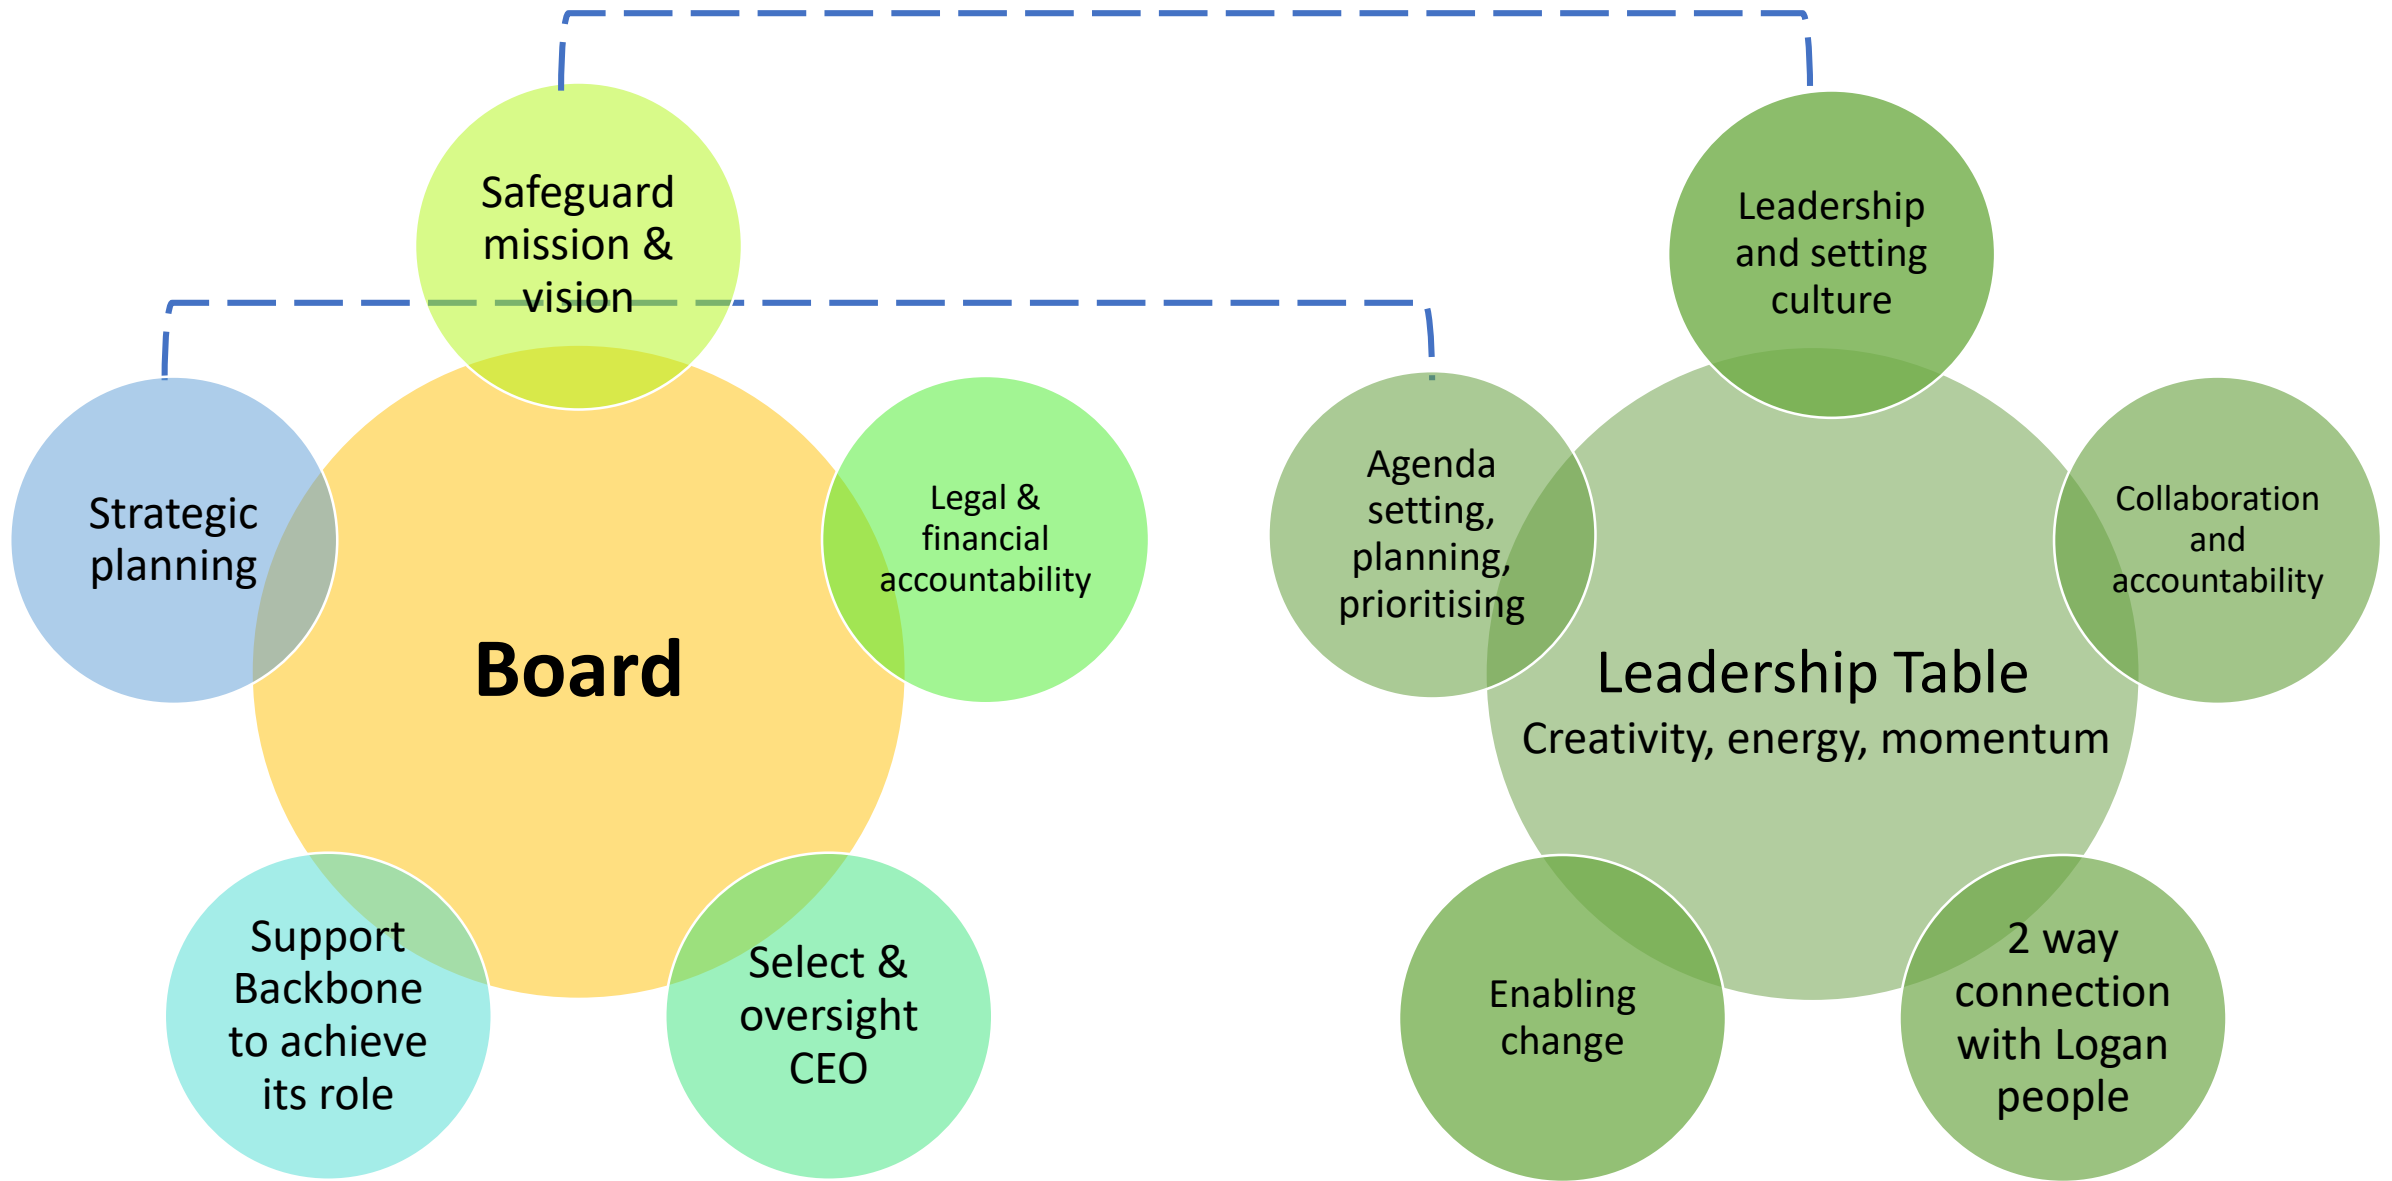 Safeguard
mission &
vision
Strategic
planning
Legal &
financial
accountability
Board
Support
Backbone
to achieve
its role
Select &
oversight
CEO
Leadership
and setting
culture
Agenda
setting,
planning,
prioritising
Collaboration
and
accountability
Leadership Table
Creativity, energy, momentum
Enabling
change
2 way
connection
with Logan
people